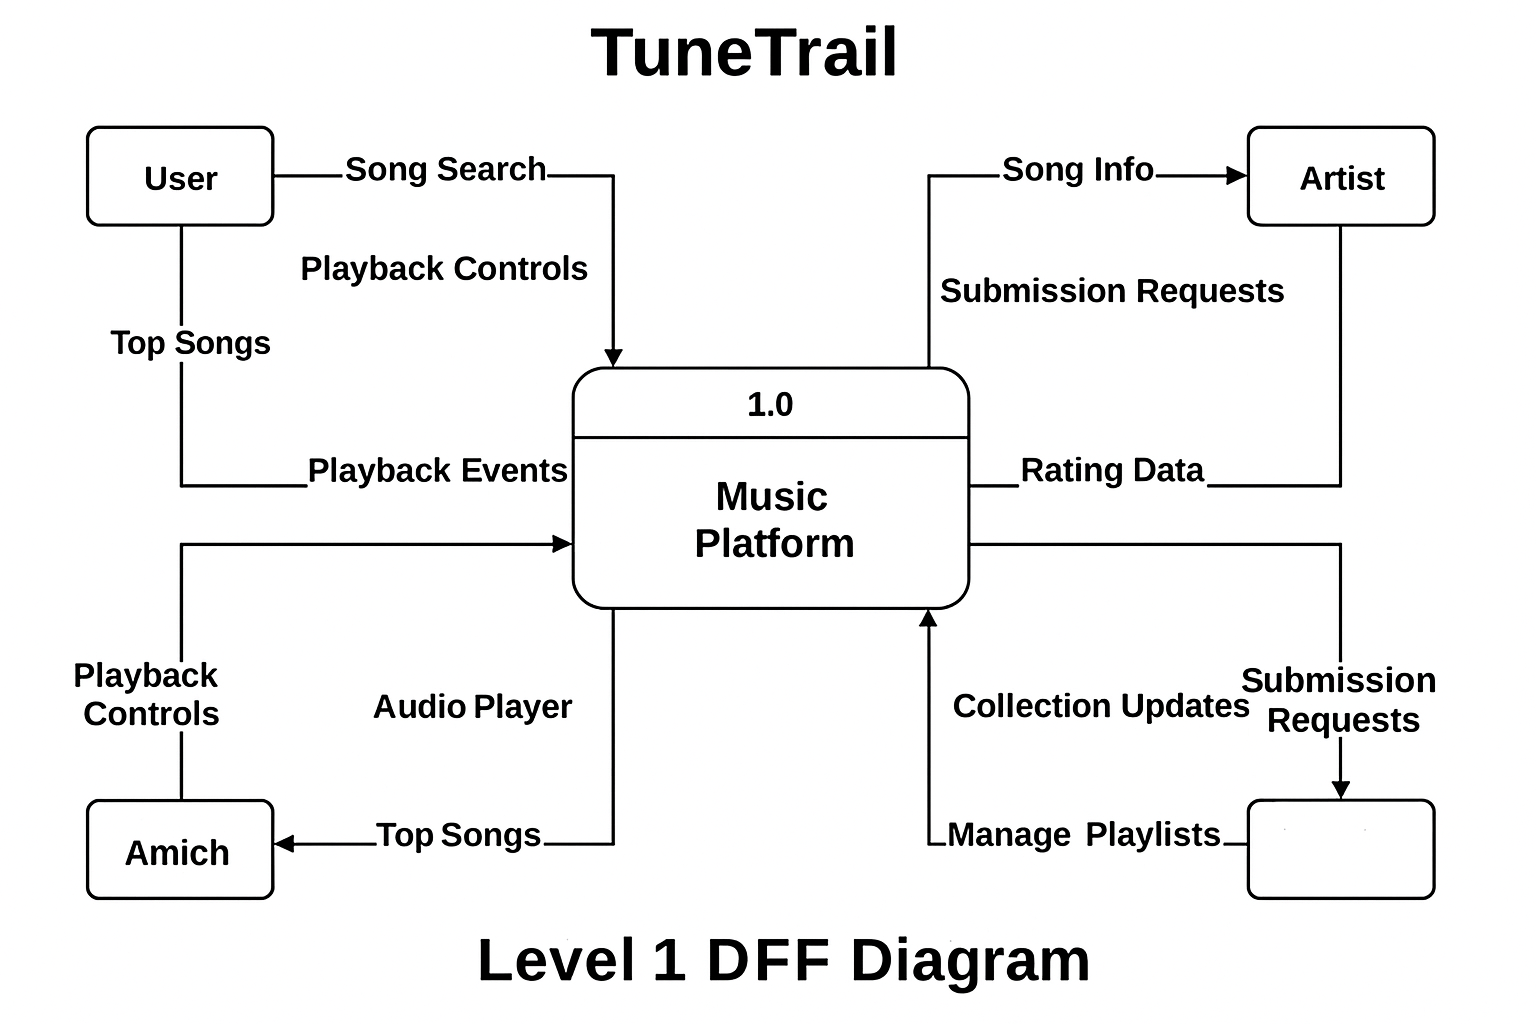 TuneTrail
User
Song Search
Song Info
Artist
Playback Controls
Submission Requests
Top Songs
1.0
Playback Events
Rating Data
Music
Platform
Playback
Controls
Audio Player
Collection Updates
Submission
Requests
Amich
Top Songs
Manage Playlists
Level 1 DFF Diagram